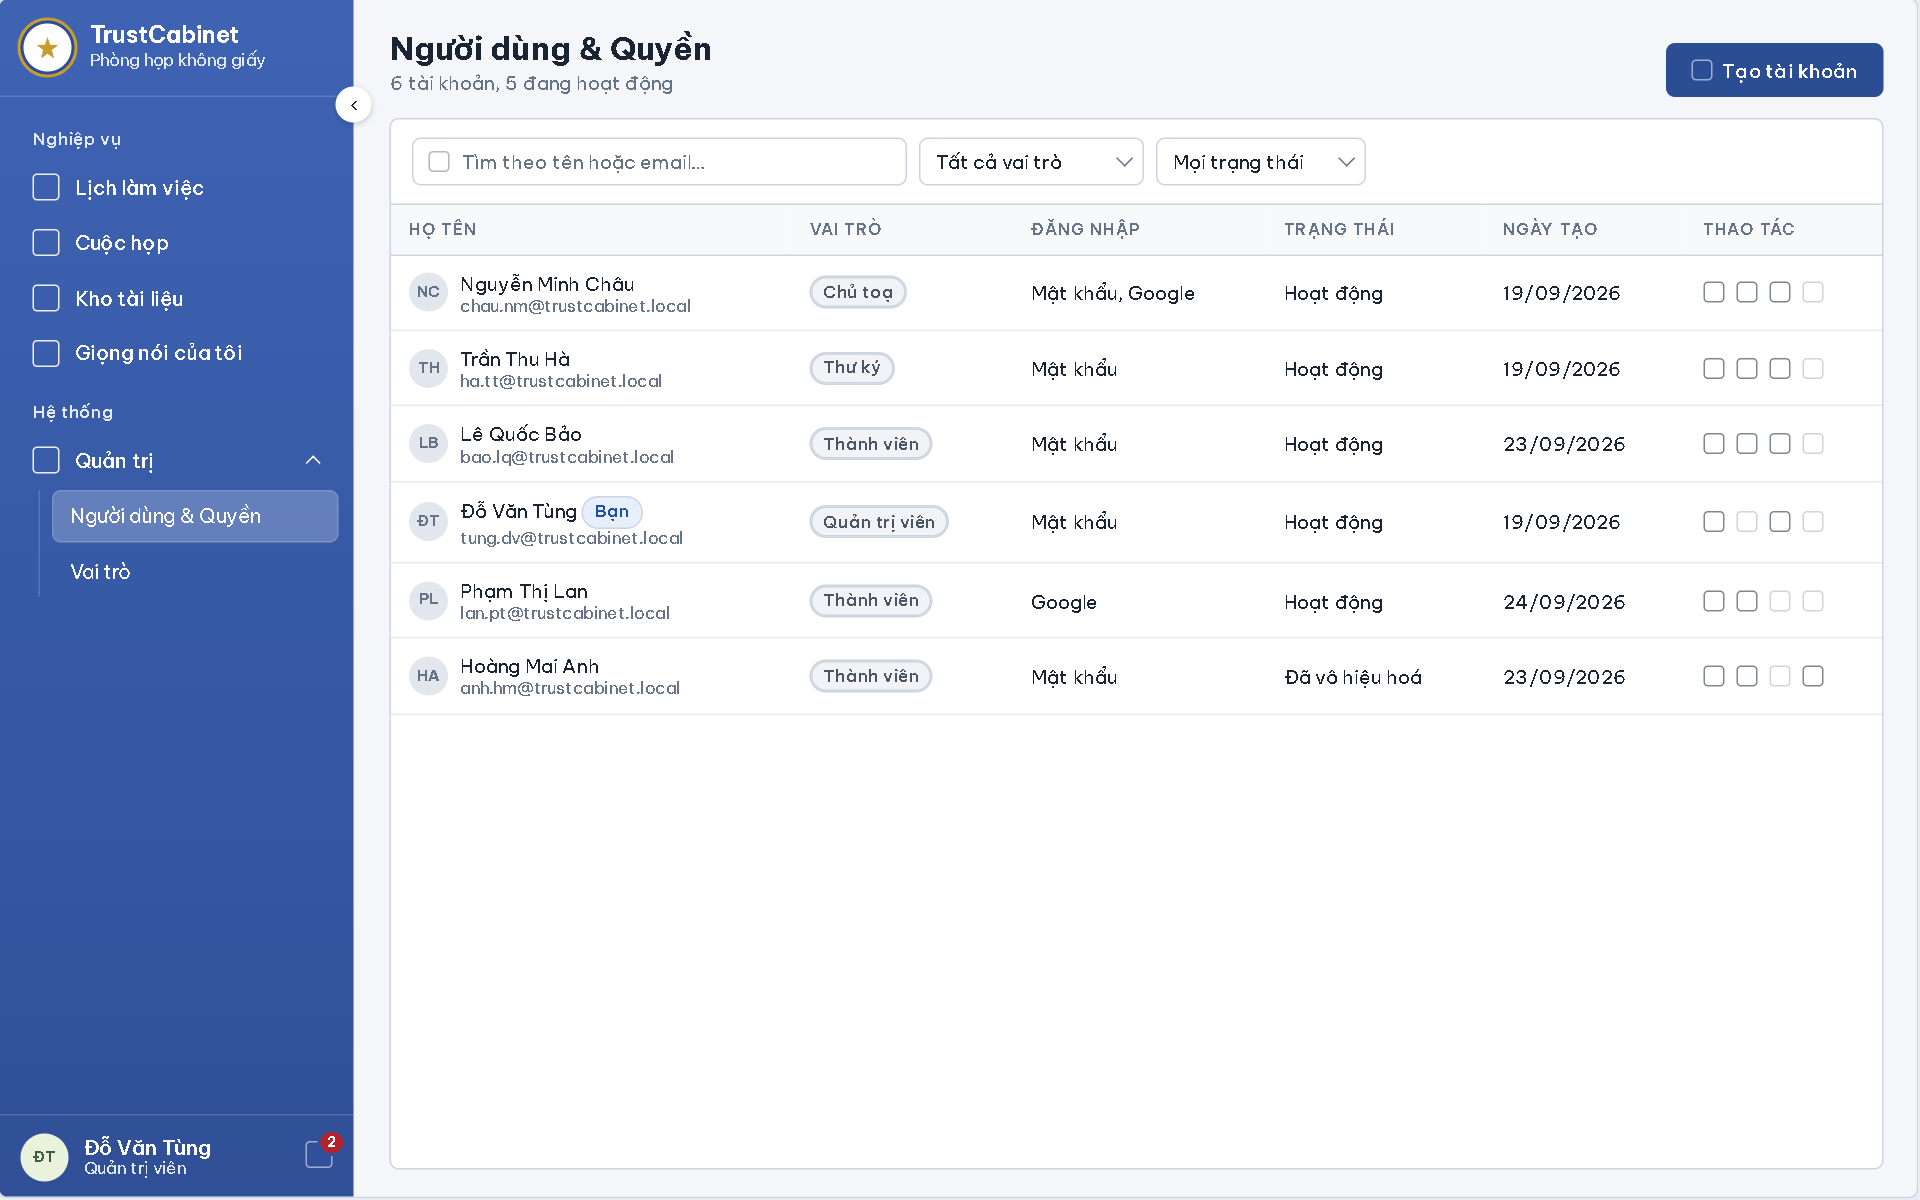 TrustCabinet
Phòng họp không giấy
Nghiệp vụ
Lịch làm việc
Cuộc họp
Kho tài liệu
Giọng nói của tôi
Hệ thống
Quản trị
Người dùng & Quyền
Vai trò
ĐT
Đỗ Văn Tùng
Quản trị viên
2
Người dùng & Quyền
6 tài khoản, 5 đang hoạt động
Tạo tài khoản
Tìm theo tên hoặc email...
Tất cả vai trò
Mọi trạng thái
HỌ TÊN VAI TRÒ ĐĂNG NHẬP TRẠNG THÁI NGÀY TẠO THAO TÁC
NC Nguyễn Minh Châu Chủ toạ Mật khẩu, Google Hoạt động 19/09/2026
chau.nm@trustcabinet.local
TH Trần Thu Hà Thư ký Mật khẩu Hoạt động 19/09/2026
ha.tt@trustcabinet.local
LB Lê Quốc Bảo Thành viên Mật khẩu Hoạt động 23/09/2026
bao.lq@trustcabinet.local
ĐT Đỗ Văn Tùng Bạn Quản trị viên Mật khẩu Hoạt động 19/09/2026
tung.dv@trustcabinet.local
PL Phạm Thị Lan Thành viên Google Hoạt động 24/09/2026
lan.pt@trustcabinet.local
HA Hoàng Mai Anh Thành viên Mật khẩu Đã vô hiệu hoá 23/09/2026
anh.hm@trustcabinet.local